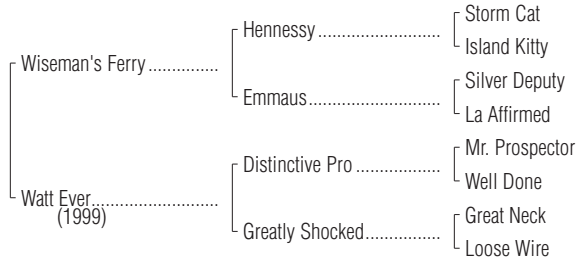 Storm Cat
Hennessy
Island Kitty
Wiseman's Ferry
Silver Deputy
Emmaus
La Affirmed
Mr. Prospector
Distinctive Pro
Well Done
Watt Ever
(1999)
Great Neck
Greatly Shocked
Loose Wire